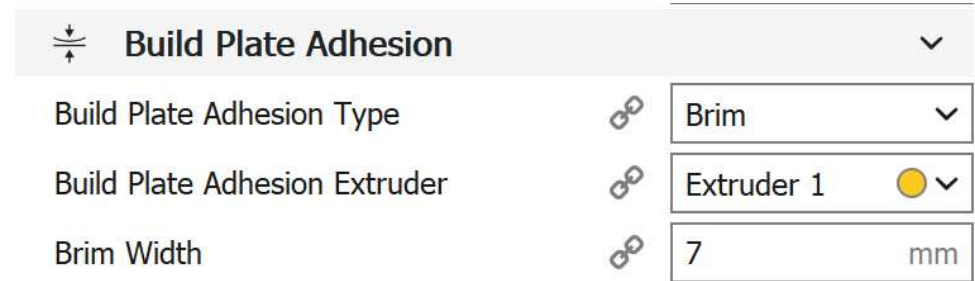 Build Plate Adhesion
Build Plate Adhesion Type Brim
Build Plate Adhesion Extruder Extruder 1
Brim Width 7 mm